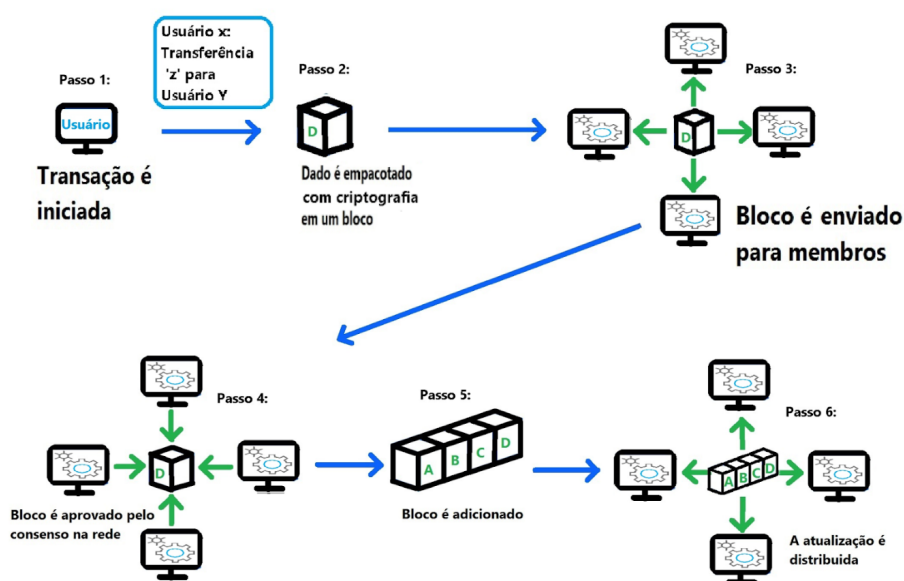 Passo 1:
Usuário
Transação é
iniciada
Usuário x:
Transferência
'z' para
Usuário Y
Passo 2:
D
Dado é empacotado
com criptografia
em um bloco
Passo 3:
D
Bloco é enviado
para membros
Passo 4:
D
Bloco é aprovado pelo
consenso na rede
Passo 5:
A B C D
Bloco é adicionado
Passo 6:
A B C D
A atualização é
distribuida